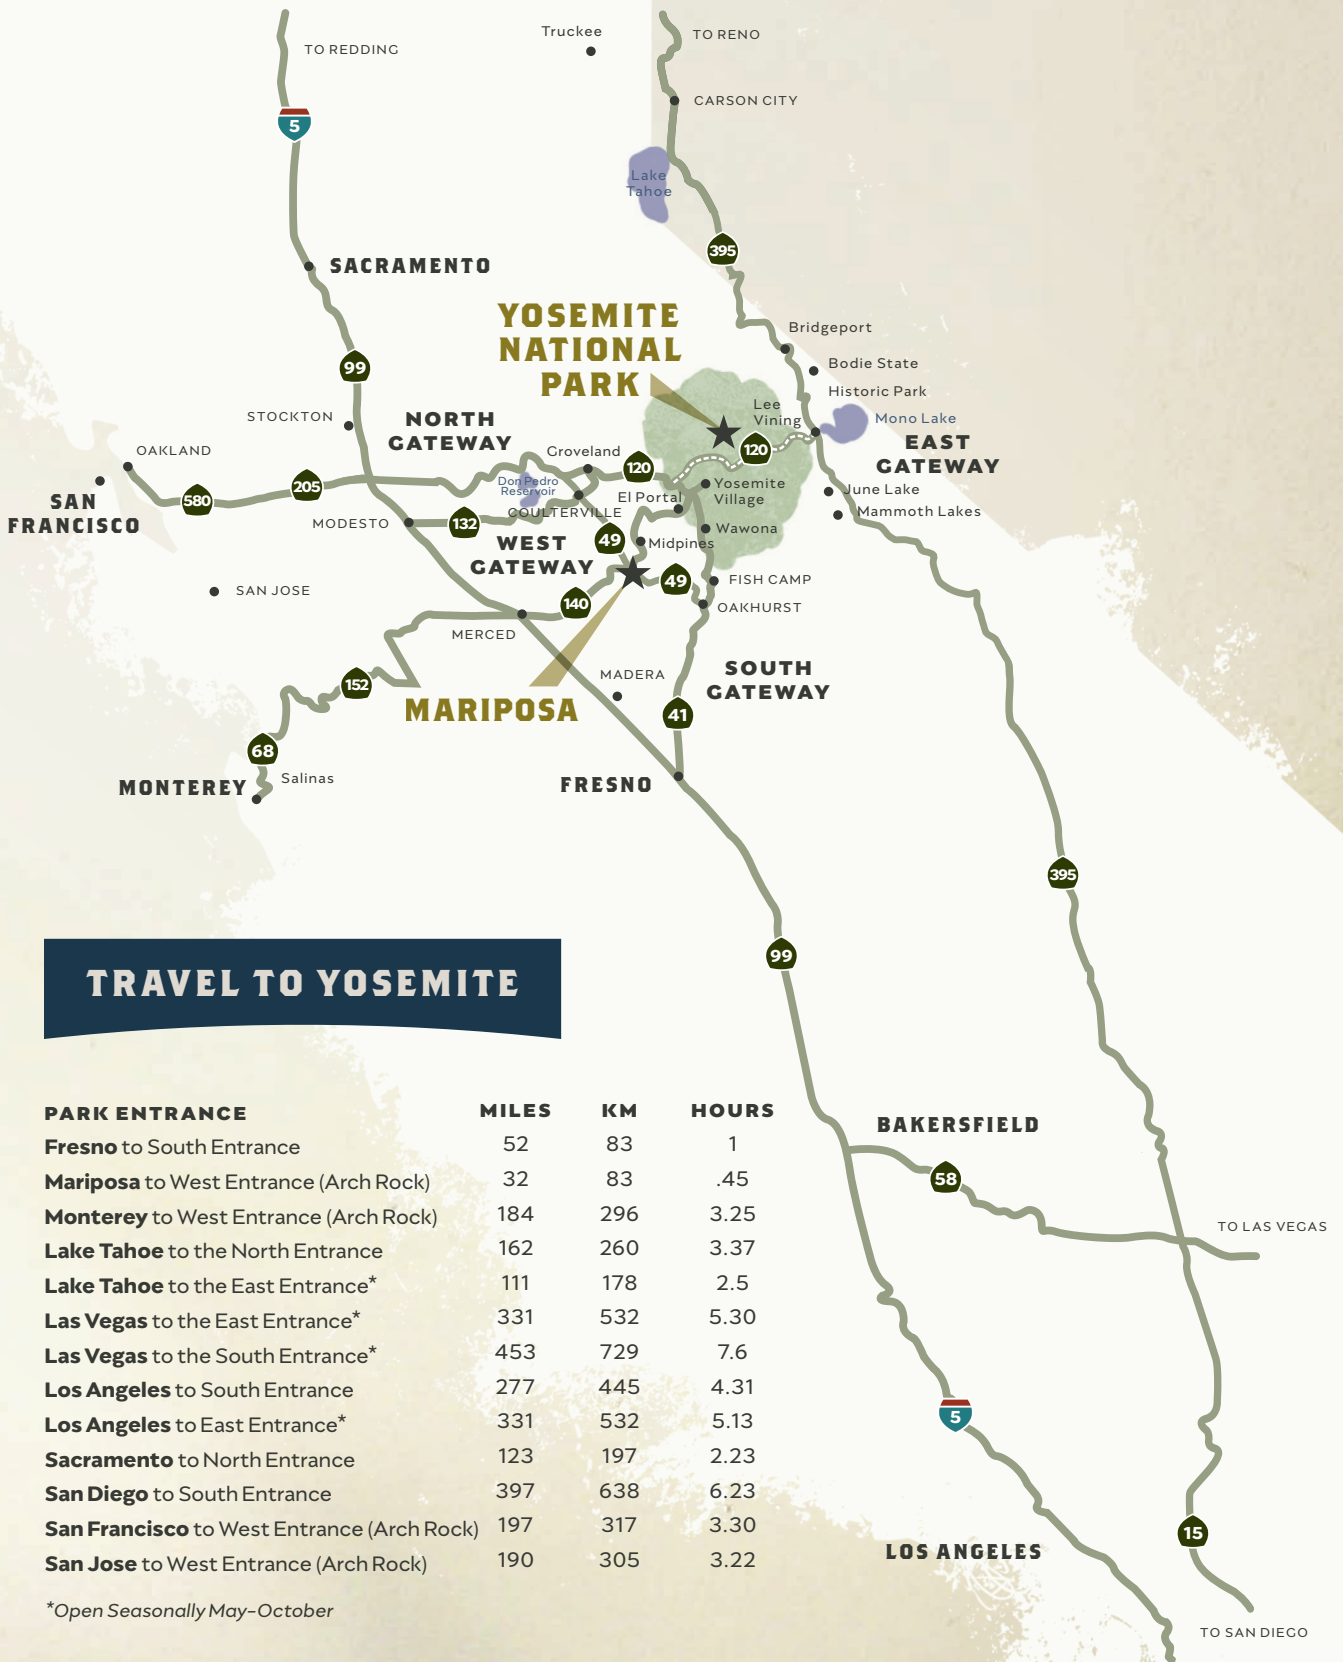 TO REDDING
Truckee
TO RENO
5
CARSON CITY
Lake
Tahoe
395
SACRAMENTO
YOSEMITE
NATIONAL
PARK
Bridgeport
99
Bodie State
Historic Park
STOCKTON
NORTH
GATEWAY
Lee
Vining
Mono Lake
EAST
GATEWAY
OAKLAND
Groveland
120
120
205
580
Don Pedro
Reservoir
Yosemite
Village
June Lake
SAN
FRANCISCO
El Portal
COULTERVILLE
Mammoth Lakes
MODESTO
132
Wawona
WEST
GATEWAY
49
Midpines
SAN JOSE
49
FISH CAMP
140
OAKHURST
MERCED
MADERA
SOUTH
GATEWAY
152
MARIPOSA
41
68
MONTEREY
Salinas
FRESNO
395
99
TRAVEL TO YOSEMITE
PARK ENTRANCE MILES KM HOURS
Fresno to South Entrance 52 83 1
Mariposa to West Entrance (Arch Rock) 32 83 .45
Monterey to West Entrance (Arch Rock) 184 296 3.25
Lake Tahoe to the North Entrance 162 260 3.37
Lake Tahoe to the East Entrance* 111 178 2.5
Las Vegas to the East Entrance* 331 532 5.30
Las Vegas to the South Entrance* 453 729 7.6
Los Angeles to South Entrance 277 445 4.31
Los Angeles to East Entrance* 331 532 5.13
Sacramento to North Entrance 123 197 2.23
San Diego to South Entrance 397 638 6.23
San Francisco to West Entrance (Arch Rock) 197 317 3.30
San Jose to West Entrance (Arch Rock) 190 305 3.22
*Open Seasonally May–October
BAKERSFIELD
58
TO LAS VEGAS
5
15
LOS ANGELES
TO SAN DIEGO